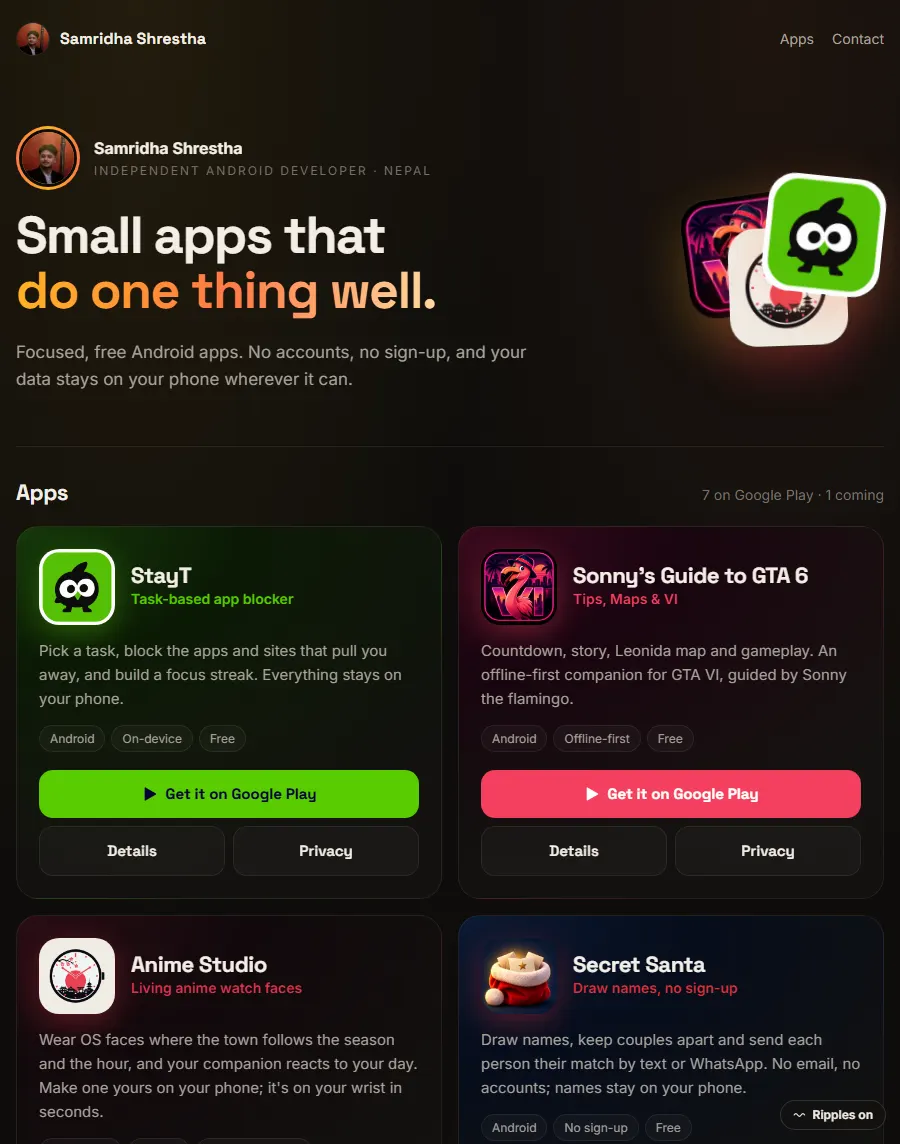 Samridha Shrestha
Apps
Contact
Samridha Shrestha
INDEPENDENT ANDROID DEVELOPER · NEPAL
Small apps that
do one thing well.
Focused, free Android apps. No accounts, no sign-up, and your
data stays on your phone wherever it can.
VI
Apps
7 on Google Play · 1 coming
StayT
Task-based app blocker
Pick a task, block the apps and sites that pull you
away, and build a focus streak. Everything stays on
your phone.
Android
On-device
Free
▶ Get it on Google Play
Details
Privacy
VI
Sonny's Guide to GTA 6
Tips, Maps & VI
Countdown, story, Leonida map and gameplay. An
offline-first companion for GTA VI, guided by Sonny
the flamingo.
Android
Offline-first
Free
▶ Get it on Google Play
Details
Privacy
Anime Studio
Living anime watch faces
Wear OS faces where the town follows the season
and the hour, and your companion reacts to your day.
Make one yours on your phone; it's on your wrist in
seconds.
Secret Santa
Draw names, no sign-up
Draw names, keep couples apart and send each
person their match by text or WhatsApp. No email, no
accounts; names stay on your phone.
Android
No sign-up
Free
Ripples on